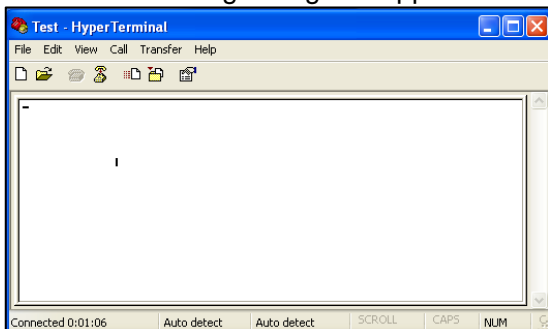 Test - HyperTerminal
File Edit View Call Transfer Help
Connected 0:01:06 Auto detect Auto detect SCROLL CAPS NUM